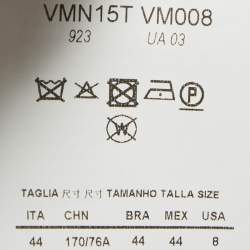 VMN15T VM008
923 UA 03
P
W
TAGLIA 尺寸 尺寸 TAMANHO TALLA SIZE
ITA CHN BRA MEX USA
44 170/76A 44 44 8